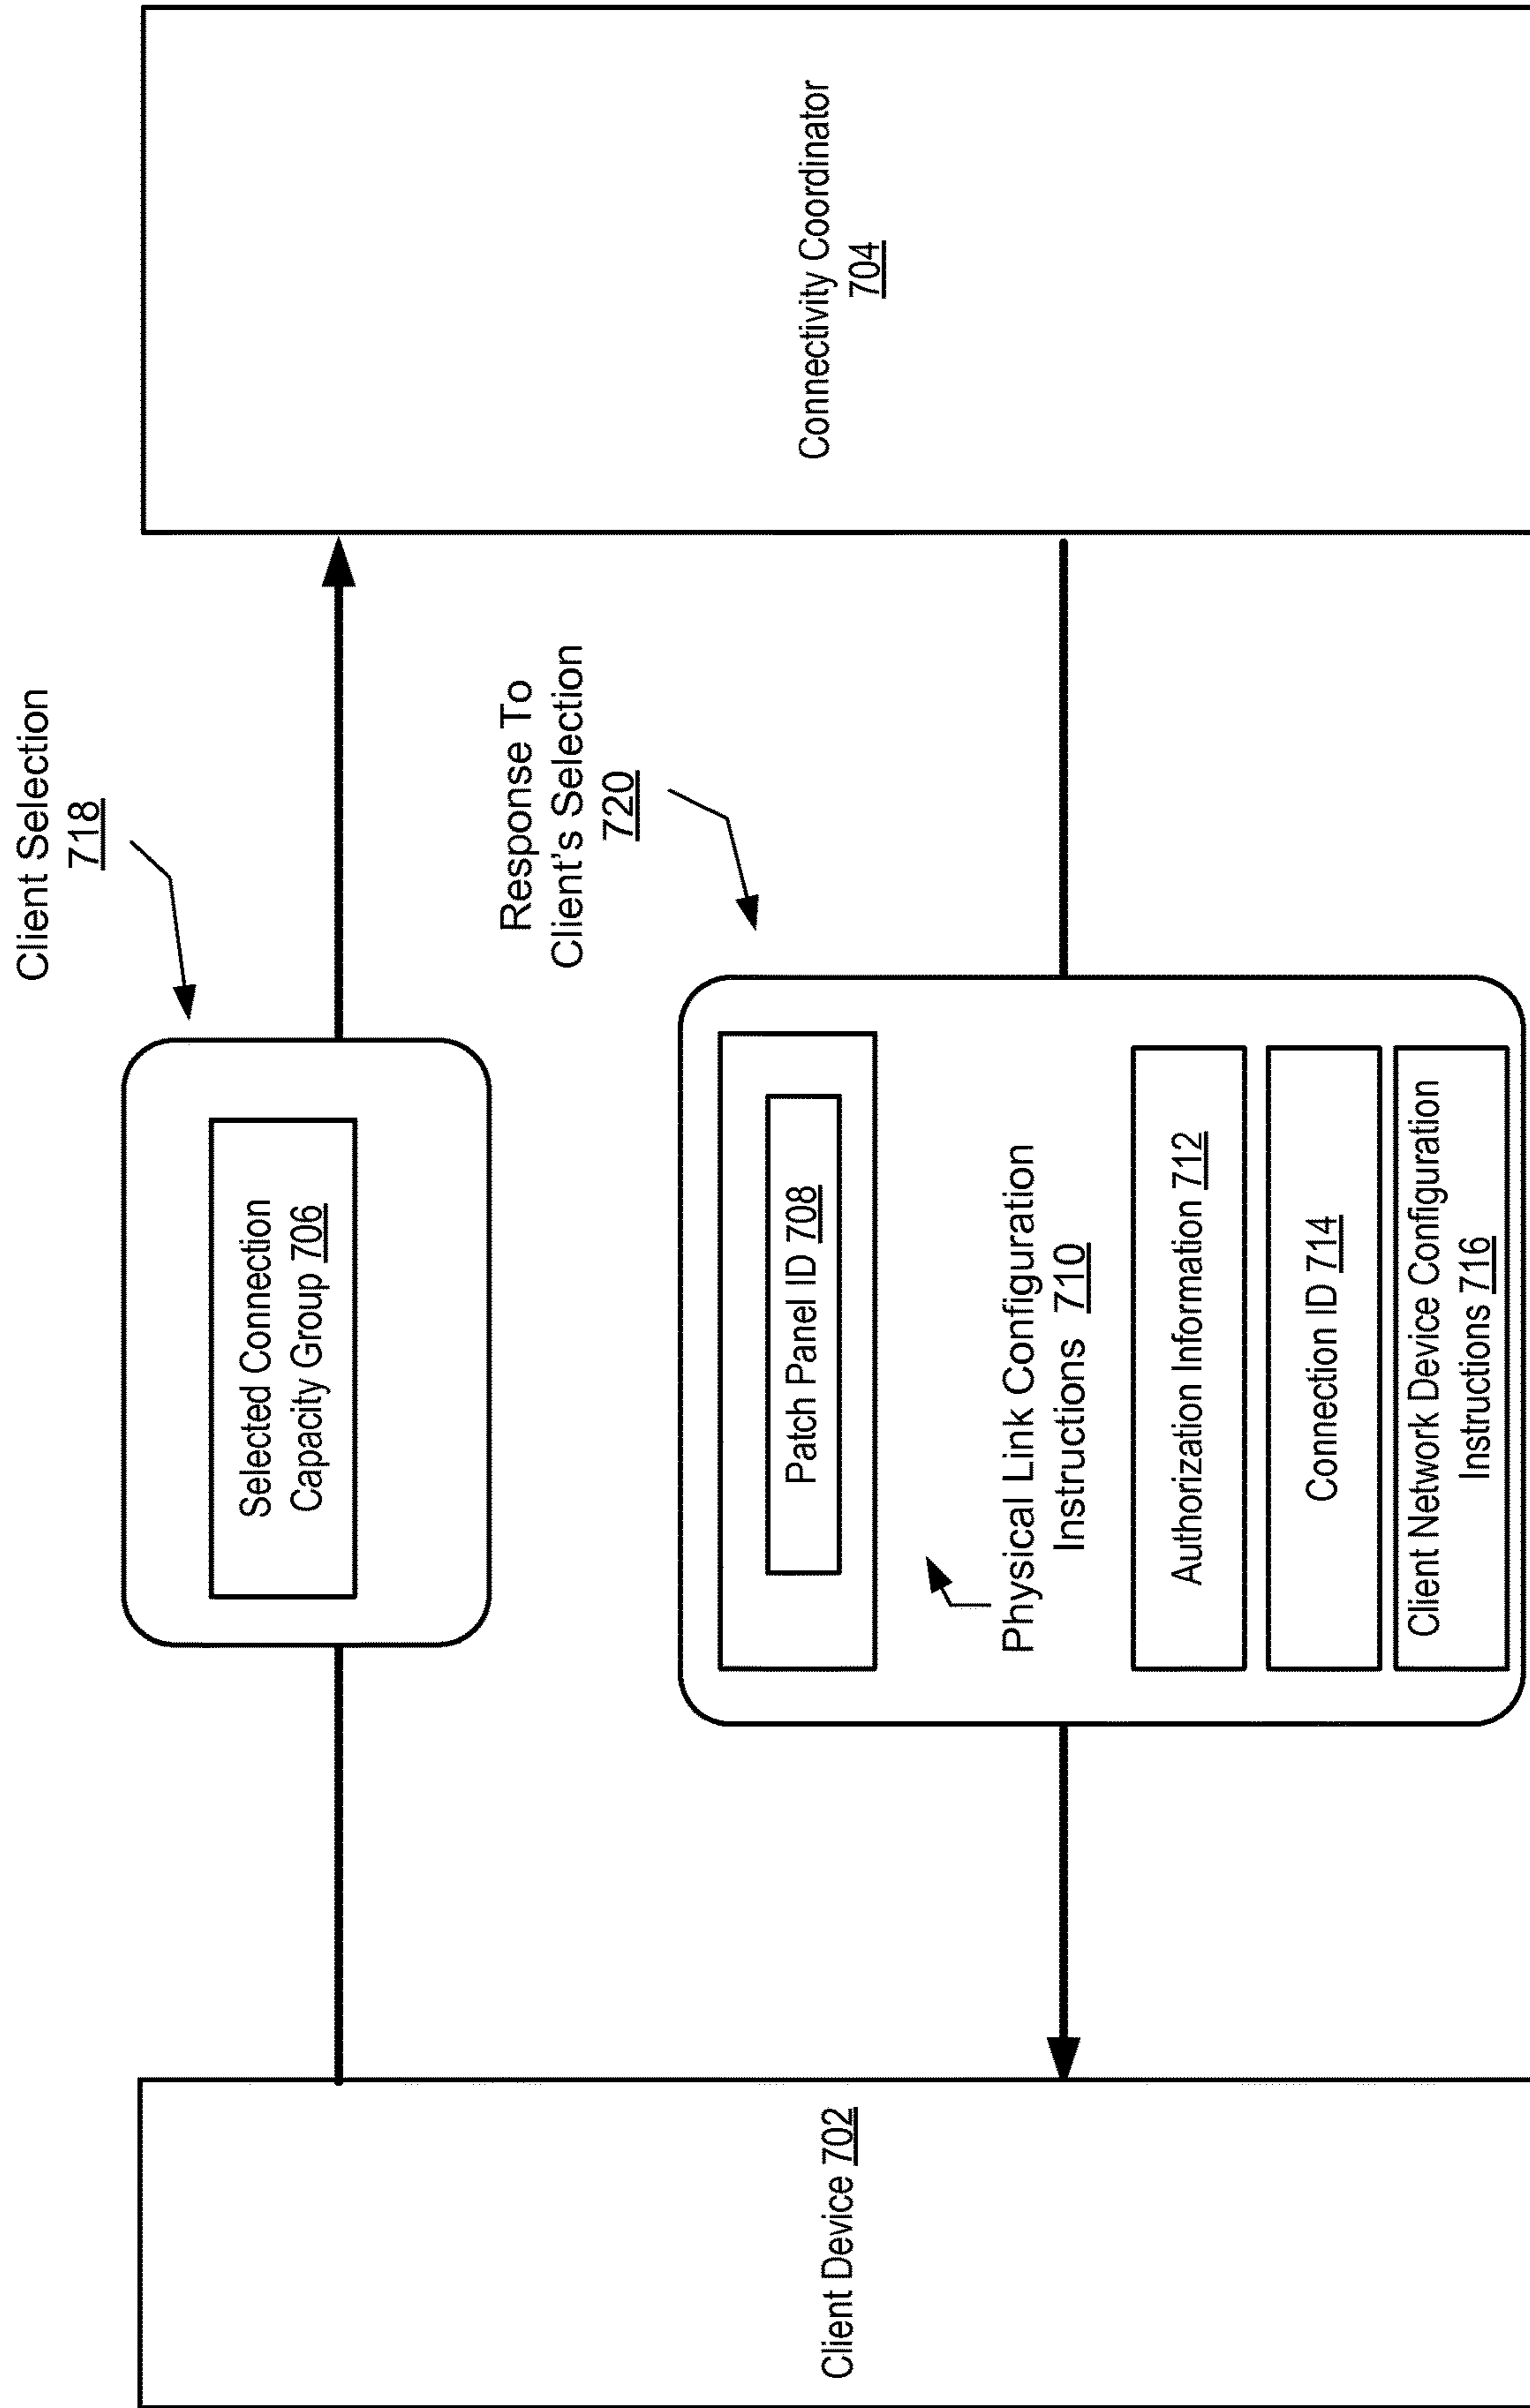 Client Selection
718
Selected Connection
Capacity Group 706
Response To
Client's Selection
720
Client Device 702
Connectivity Coordinator
704
Patch Panel ID 708
Physical Link Configuration
Instructions 710
Authorization Information 712
Connection ID 714
Client Network Device Configuration
Instructions 716